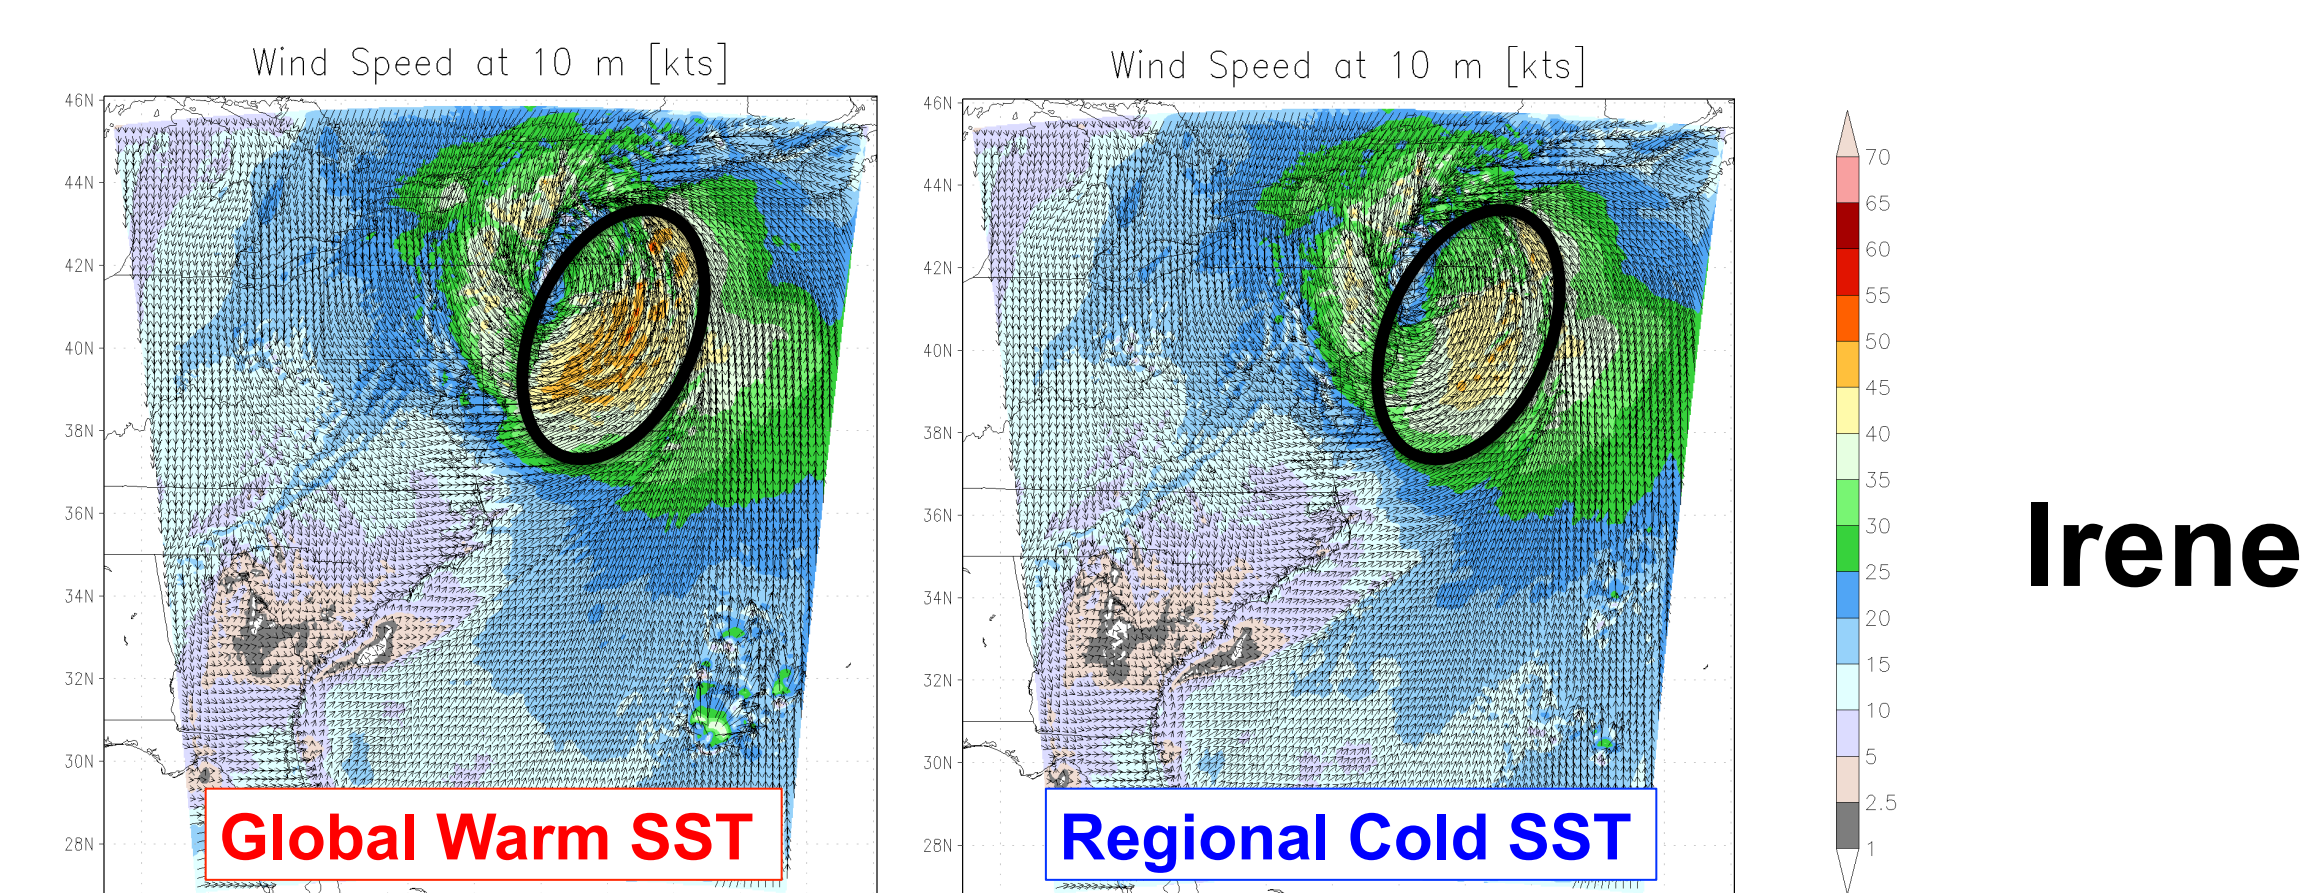 Wind Speed at 10 m [kts]
46N
44N
42N
40N
38N
36N
34N
32N
30N
28N
Global Warm SST
Wind Speed at 10 m [kts]
46N
44N
42N
40N
38N
36N
34N
32N
30N
28N
Regional Cold SST
70
65
60
55
50
45
40
35
30
25
20
15
10
5
2.5
1
Irene